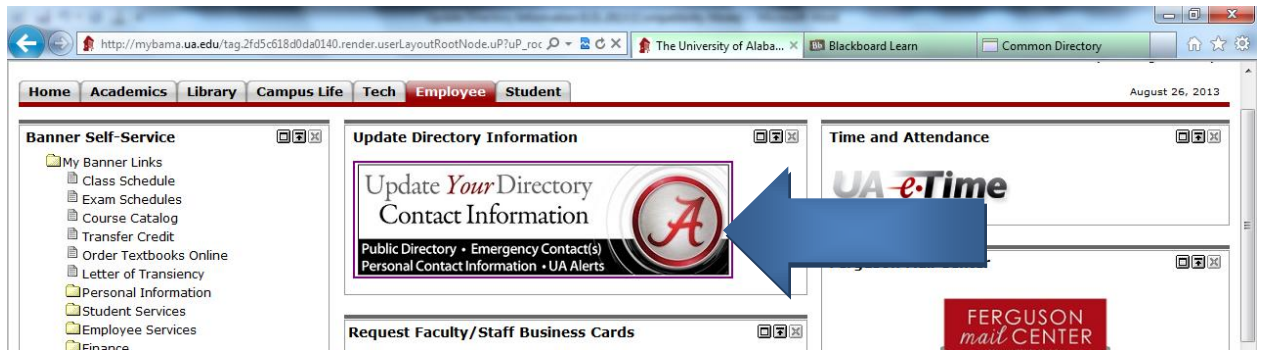 http://mybama.ua.edu/tag.2fd5c618d0da0140.render.userLayoutRootNode.uP?uP_roc
The University of Alaba...
Blackboard Learn
Common Directory
Home Academics Library Campus Life Tech Employee Student
August 26, 2013
Banner Self-Service
My Banner Links
Class Schedule
Exam Schedules
Course Catalog
Transfer Credit
Order Textbooks Online
Letter of Transiency
Personal Information
Student Services
Employee Services
Finance
Update Directory Information
Update Your Directory
Contact Information
A
Public Directory • Emergency Contact(s)
Personal Contact Information • UA Alerts
Request Faculty/Staff Business Cards
Time and Attendance
UA e-Time
FERGUSON
mail CENTER